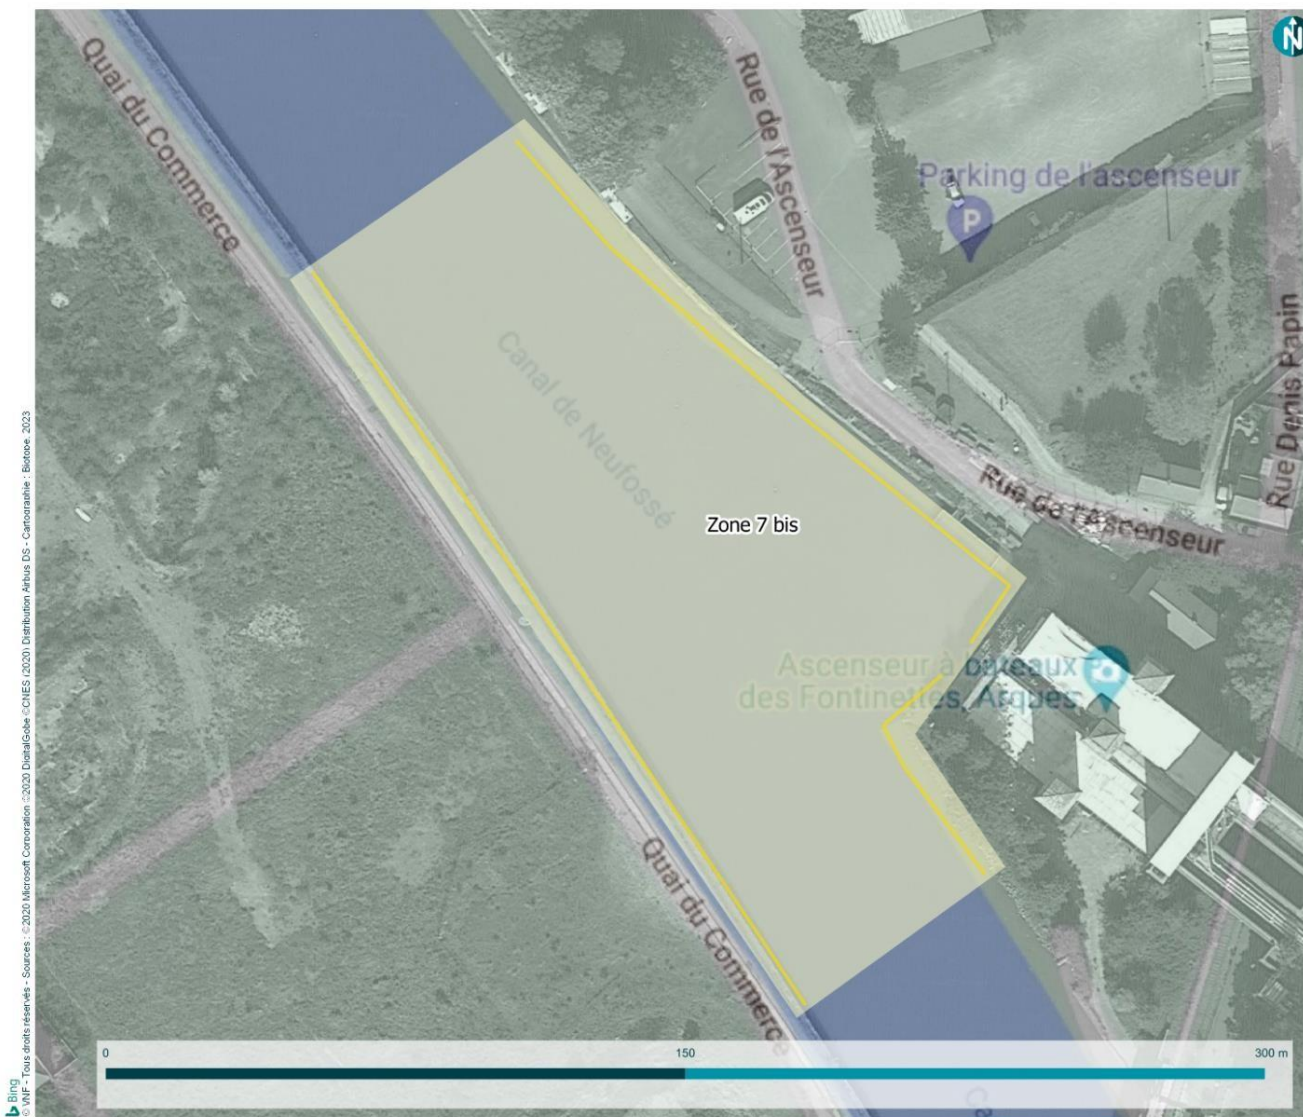 N
Quai du Commerce
Rue de l'Ascenseur
Parking de l'ascenseur
P
Rue Denis Papin
Canal de Neufossé
Zone 7 bis
Rue de l'Ascenseur
Ascenseur à bateaux
des Fontinettes, Arques
Quai du Commerce
Ca
0
150
300 m
Bing
© VNF - Tous droits réservés - Sources : ©2020 Microsoft Corporation ©2020 DigitalGlobe ©CNES (2020) Distribution Airbus DS - Cartographie : Biotope, 2023